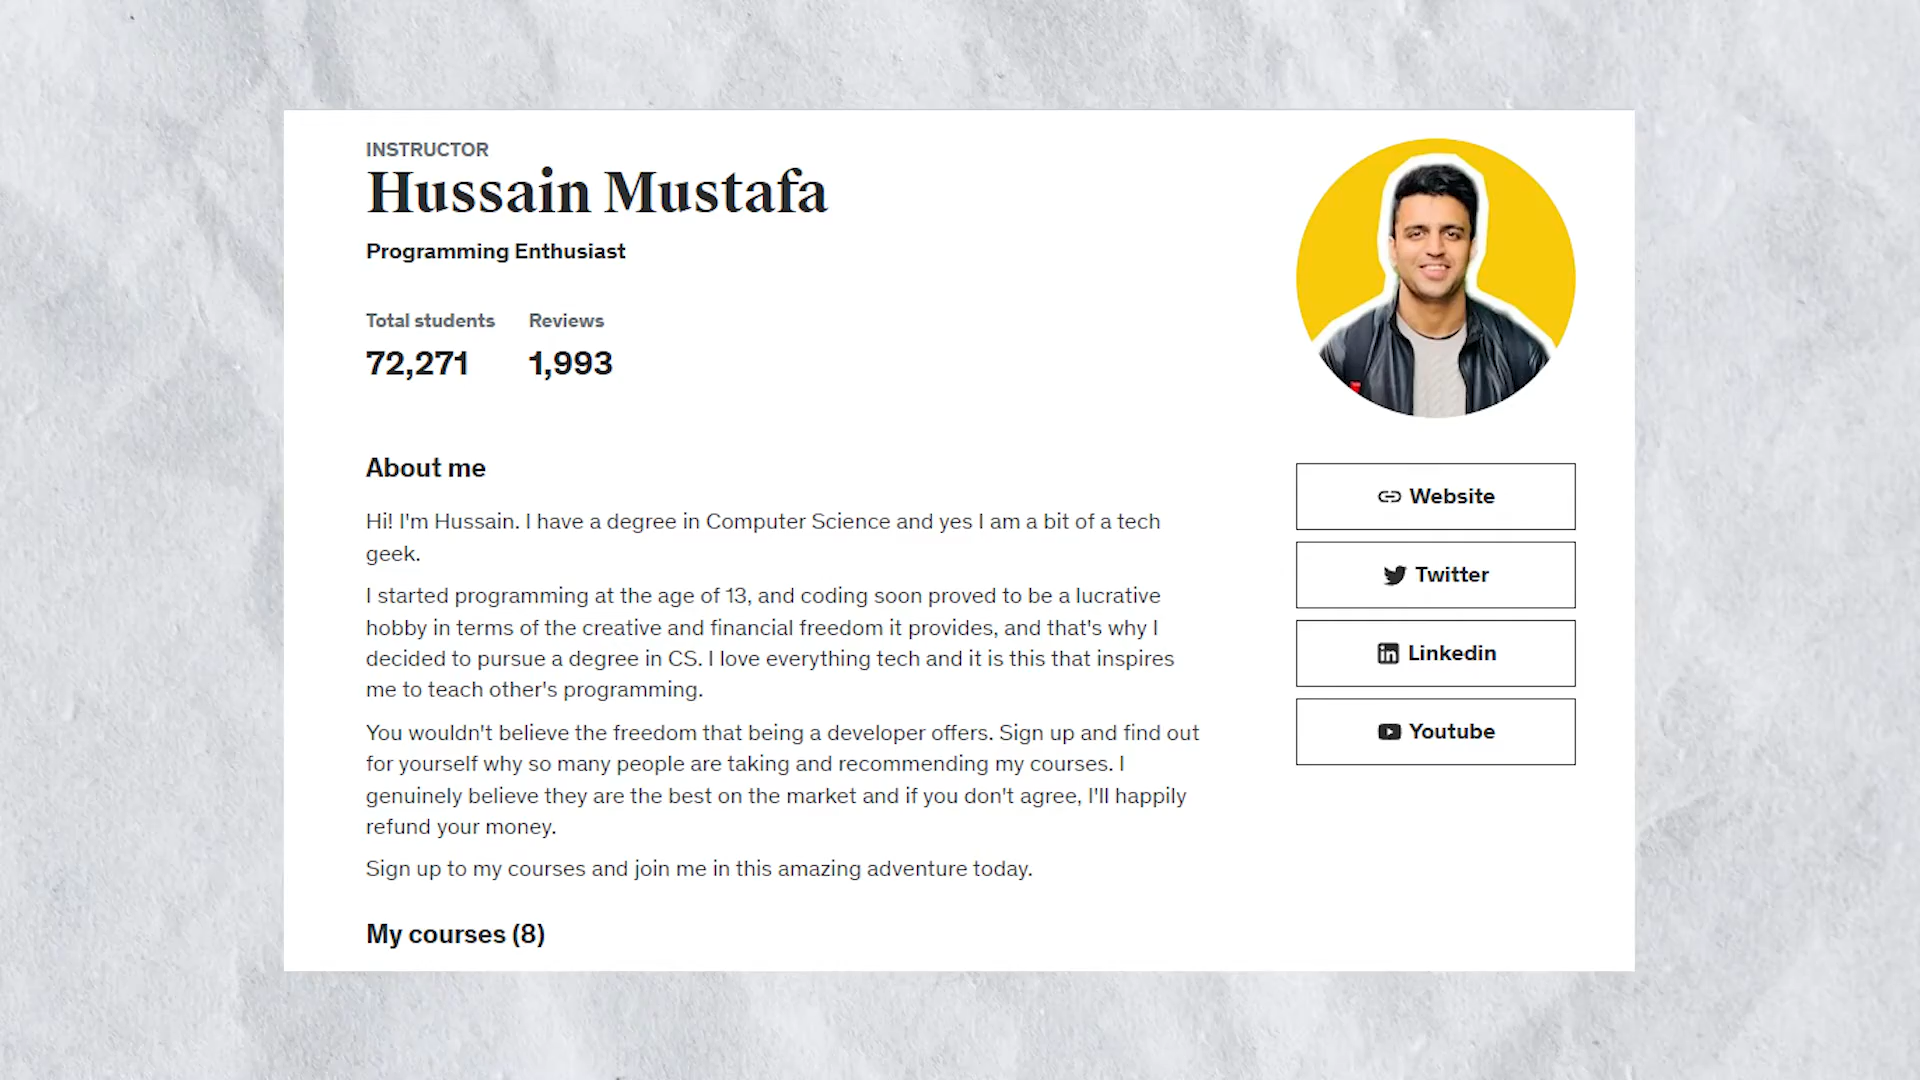 INSTRUCTOR
Hussain Mustafa
Programming Enthusiast
Total students Reviews
72,271 1,993
About me
Hi! I'm Hussain. I have a degree in Computer Science and yes I am a bit of a tech
geek.
I started programming at the age of 13, and coding soon proved to be a lucrative
hobby in terms of the creative and financial freedom it provides, and that's why I
decided to pursue a degree in CS. I love everything tech and it is this that inspires
me to teach other's programming.
You wouldn't believe the freedom that being a developer offers. Sign up and find out
for yourself why so many people are taking and recommending my courses. I
genuinely believe they are the best on the market and if you don't agree, I'll happily
refund your money.
Sign up to my courses and join me in this amazing adventure today.
My courses (8)
Website
Twitter
Linkedin
Youtube